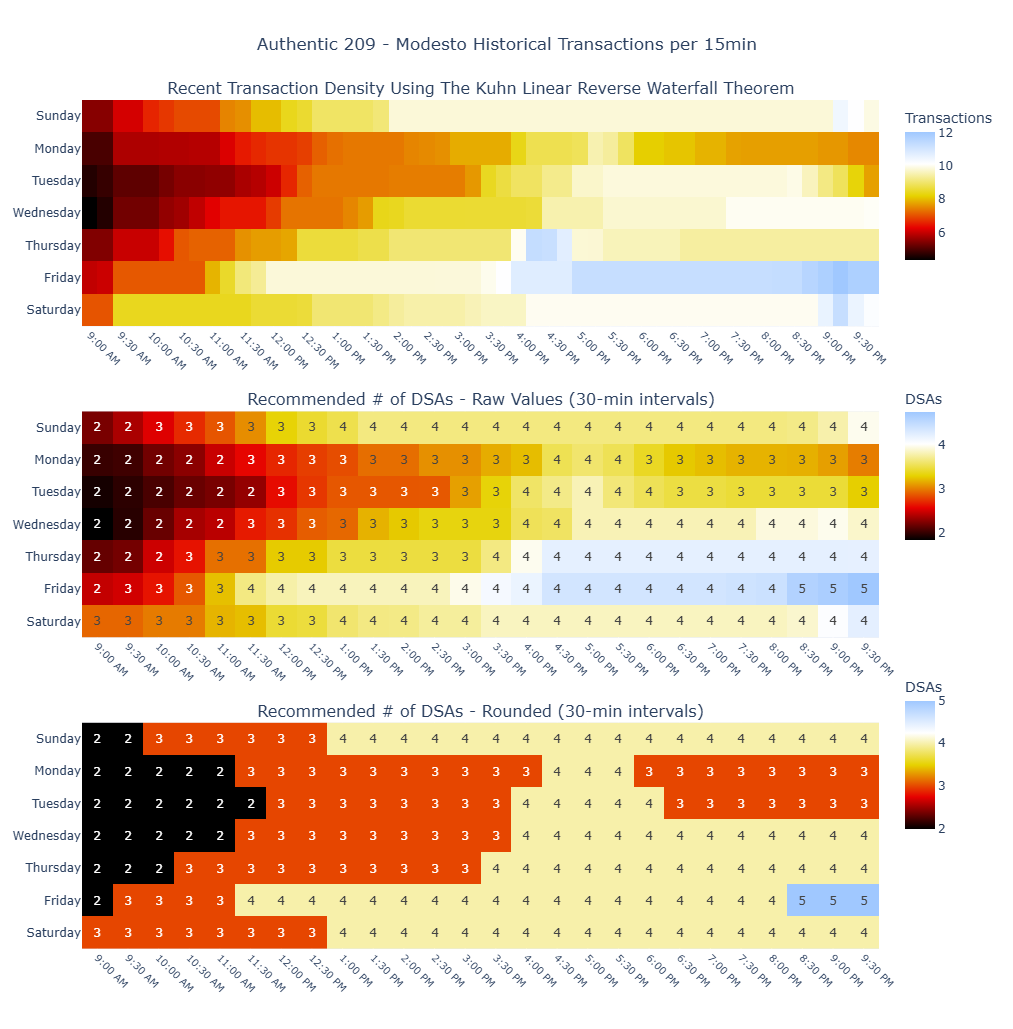 Authentic 209 - Modesto Historical Transactions per 15min
Recent Transaction Density Using The Kuhn Linear Reverse Waterfall Theorem
Sunday
Monday
Tuesday
Wednesday
Thursday
Friday
Saturday
9:00 AM 9:30 AM 10:00 AM 10:30 AM 11:00 AM 11:30 AM 12:00 PM 12:30 PM 1:00 PM 1:30 PM 2:00 PM 2:30 PM 3:00 PM 3:30 PM 4:00 PM 4:30 PM 5:00 PM 5:30 PM 6:00 PM 6:30 PM 7:00 PM 7:30 PM 8:00 PM 8:30 PM 9:00 PM 9:30 PM
Transactions
12
10
8
6
Recommended # of DSAs - Raw Values (30-min intervals)
Sunday 2 2 3 3 3 3 3 3 4 4 4 4 4 4 4 4 4 4 4 4 4 4 4 4 4 4
Monday 2 2 2 2 2 3 3 3 3 3 3 3 3 3 3 4 4 4 3 3 3 3 3 3 3 3
Tuesday 2 2 2 2 2 2 3 3 3 3 3 3 3 3 4 4 4 4 4 3 3 3 3 3 3 3
Wednesday 2 2 2 2 2 3 3 3 3 3 3 3 3 3 4 4 4 4 4 4 4 4 4 4 4 4
Thursday 2 2 2 3 3 3 3 3 3 3 3 3 3 4 4 4 4 4 4 4 4 4 4 4 4 4
Friday 2 3 3 3 3 4 4 4 4 4 4 4 4 4 4 4 4 4 4 4 4 4 4 5 5 5
Saturday 3 3 3 3 3 3 3 3 4 4 4 4 4 4 4 4 4 4 4 4 4 4 4 4 4 4
9:00 AM 9:30 AM 10:00 AM 10:30 AM 11:00 AM 11:30 AM 12:00 PM 12:30 PM 1:00 PM 1:30 PM 2:00 PM 2:30 PM 3:00 PM 3:30 PM 4:00 PM 4:30 PM 5:00 PM 5:30 PM 6:00 PM 6:30 PM 7:00 PM 7:30 PM 8:00 PM 8:30 PM 9:00 PM 9:30 PM
DSAs
4
3
2
Recommended # of DSAs - Rounded (30-min intervals)
Sunday 2 2 3 3 3 3 3 3 4 4 4 4 4 4 4 4 4 4 4 4 4 4 4 4 4 4
Monday 2 2 2 2 2 3 3 3 3 3 3 3 3 3 3 4 4 4 3 3 3 3 3 3 3 3
Tuesday 2 2 2 2 2 2 3 3 3 3 3 3 3 3 4 4 4 4 4 3 3 3 3 3 3 3
Wednesday 2 2 2 2 2 3 3 3 3 3 3 3 3 3 4 4 4 4 4 4 4 4 4 4 4 4
Thursday 2 2 2 3 3 3 3 3 3 3 3 3 3 4 4 4 4 4 4 4 4 4 4 4 4 4
Friday 2 3 3 3 3 4 4 4 4 4 4 4 4 4 4 4 4 4 4 4 4 4 4 5 5 5
Saturday 3 3 3 3 3 3 3 3 4 4 4 4 4 4 4 4 4 4 4 4 4 4 4 4 4 4
9:00 AM 9:30 AM 10:00 AM 10:30 AM 11:00 AM 11:30 AM 12:00 PM 12:30 PM 1:00 PM 1:30 PM 2:00 PM 2:30 PM 3:00 PM 3:30 PM 4:00 PM 4:30 PM 5:00 PM 5:30 PM 6:00 PM 6:30 PM 7:00 PM 7:30 PM 8:00 PM 8:30 PM 9:00 PM 9:30 PM
DSAs
5
4
3
2